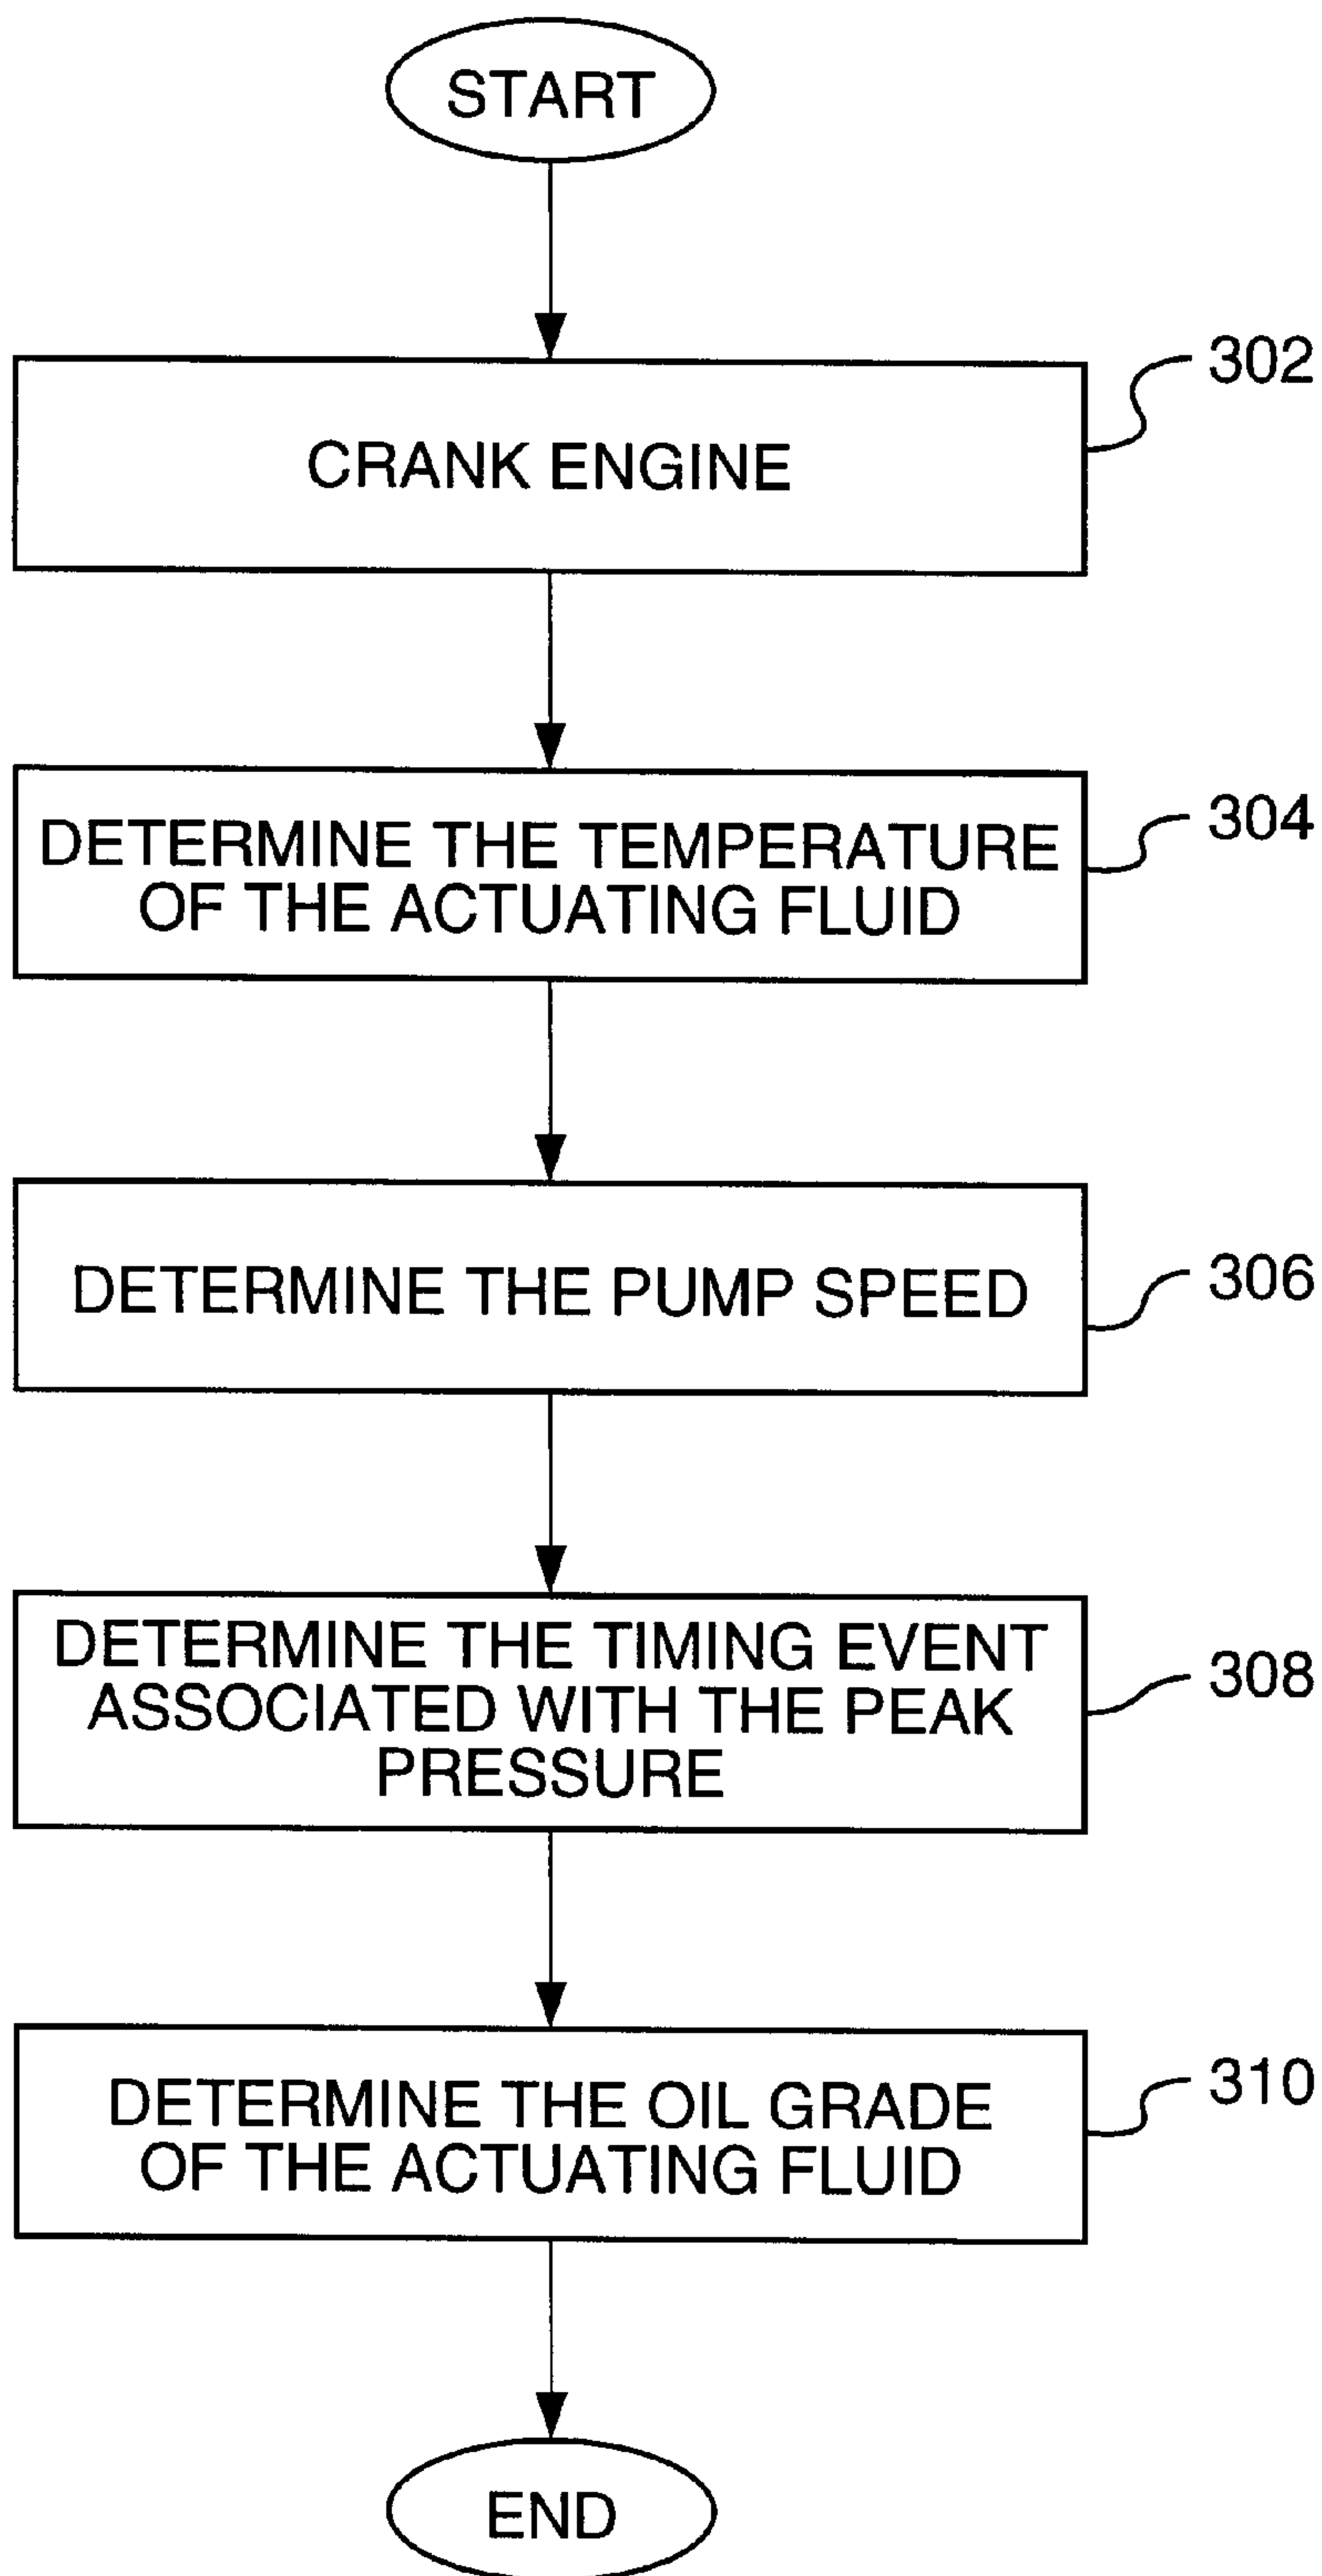 START
302
CRANK ENGINE
304
DETERMINE THE TEMPERATURE
OF THE ACTUATING FLUID
306
DETERMINE THE PUMP SPEED
308
DETERMINE THE TIMING EVENT
ASSOCIATED WITH THE PEAK
PRESSURE
310
DETERMINE THE OIL GRADE
OF THE ACTUATING FLUID
END